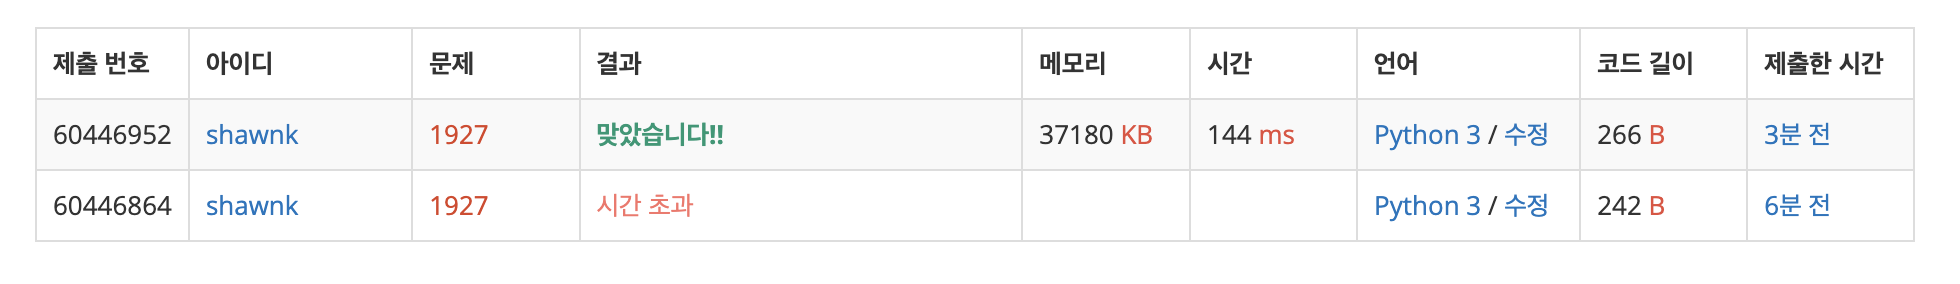 제출 번호 아이디 문제 결과 메모리 시간 언어 코드 길이 제출한 시간
60446952 shawnk 1927 맞았습니다!! 37180 KB 144 ms Python 3 / 수정 266 B 3분 전
60446864 shawnk 1927 시간 초과 Python 3 / 수정 242 B 6분 전